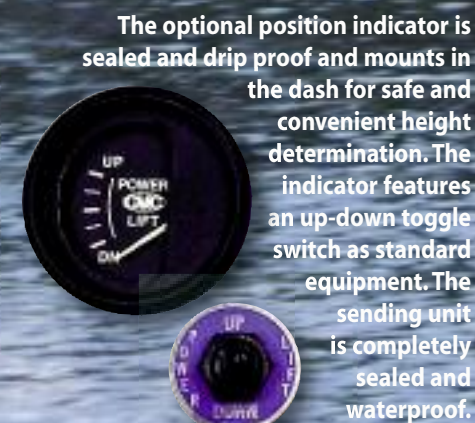 The optional position indicator is
sealed and drip proof and mounts in
the dash for safe and
convenient height
determination. The
indicator features
an up-down toggle
switch as standard
equipment. The
sending unit
is completely
sealed and
waterproof.
UP
POWER
CMC
LIFT
DN
UP
POWER
LIFT
DOWN